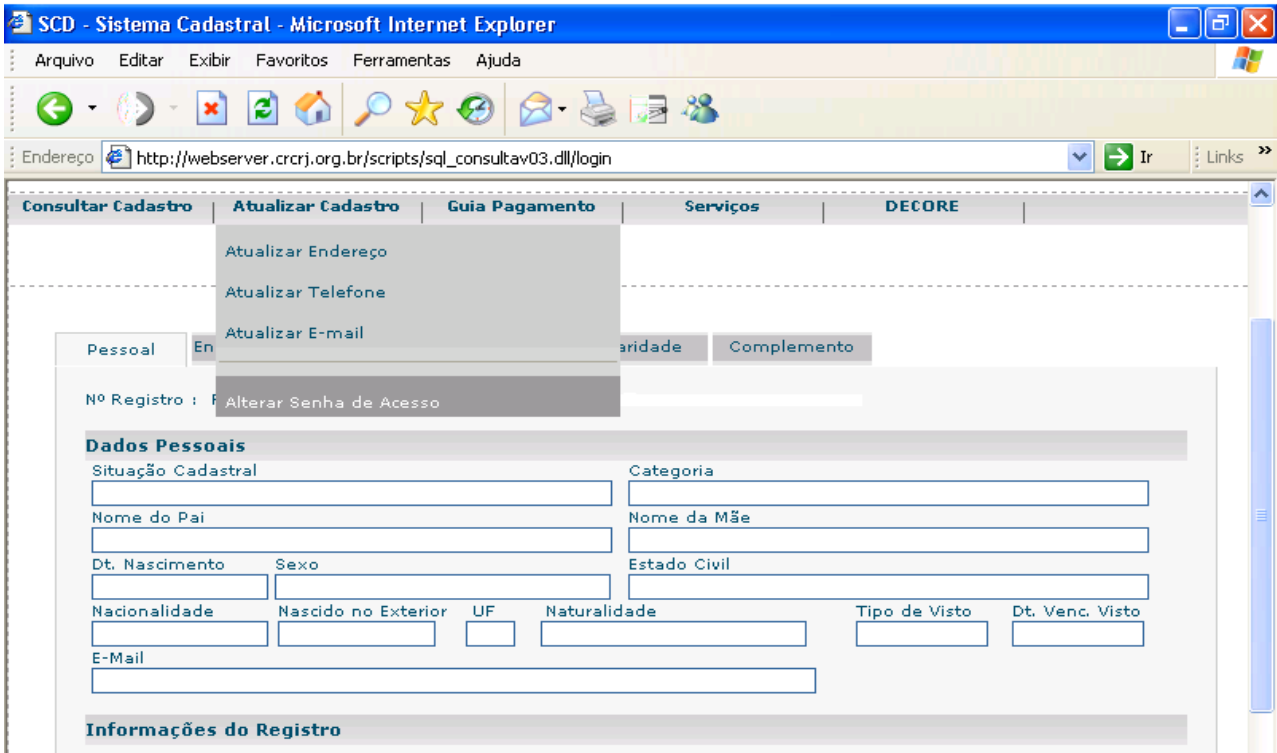 SCD - Sistema Cadastral - Microsoft Internet Explorer
Arquivo Editar Exibir Favoritos Ferramentas Ajuda
Endereço http://webserver.crcrj.org.br/scripts/sql_consultav03.dll/login Ir Links »
Consultar Cadastro | Atualizar Cadastro | Guia Pagamento | Serviços | DECORE |
Atualizar Endereço
Atualizar Telefone
Atualizar E-mail
Pessoal En aridade Complemento
Nº Registro :
Alterar Senha de Acesso
Dados Pessoais
Situação Cadastral Categoria
Nome do Pai Nome da Mãe
Dt. Nascimento Sexo Estado Civil
Nacionalidade Nascido no Exterior UF Naturalidade Tipo de Visto Dt. Venc. Visto
E-Mail
Informações do Registro